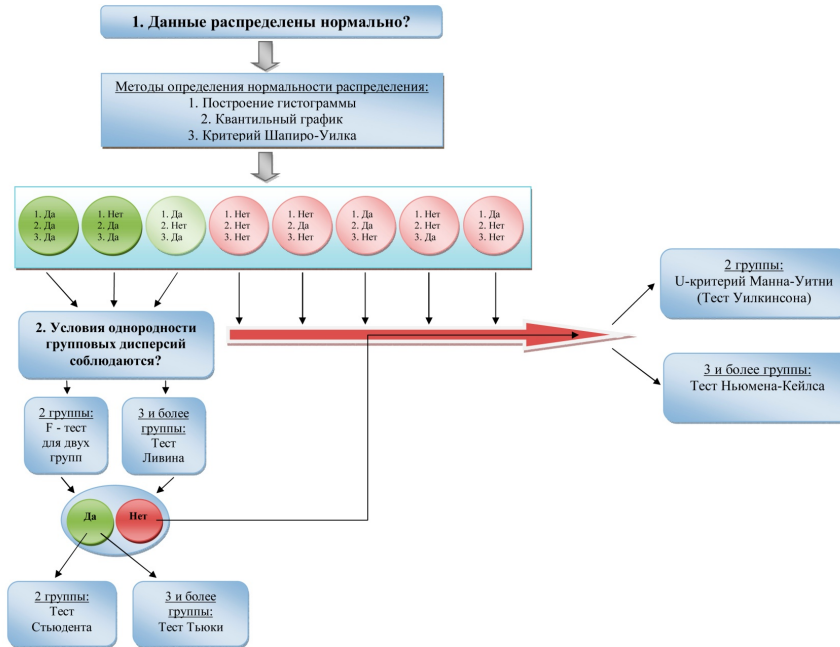 1. Данные распределены нормально?
Методы определения нормальности распределения:
1. Построение гистограммы
2. Квантильный график
3. Критерий Шапиро-Уилка
1. Да
2. Да
3. Да
1. Нет
2. Да
3. Да
1. Да
2. Нет
3. Да
1. Нет
2. Нет
3. Нет
1. Нет
2. Да
3. Нет
1. Да
2. Да
3. Нет
1. Нет
2. Нет
3. Да
1. Да
2. Нет
3. Нет
2. Условия однородности
групповых дисперсий
соблюдаются?
2 группы:
U-критерий Манна-Уитни
(Тест Уилкинсона)
3 и более группы:
Тест Ньюмена-Кейлса
2 группы:
F - тест
для двух
групп
3 и более
группы:
Тест
Ливина
Да
Нет
2 группы:
Тест
Стьюдента
3 и более
группы:
Тест Тьюки